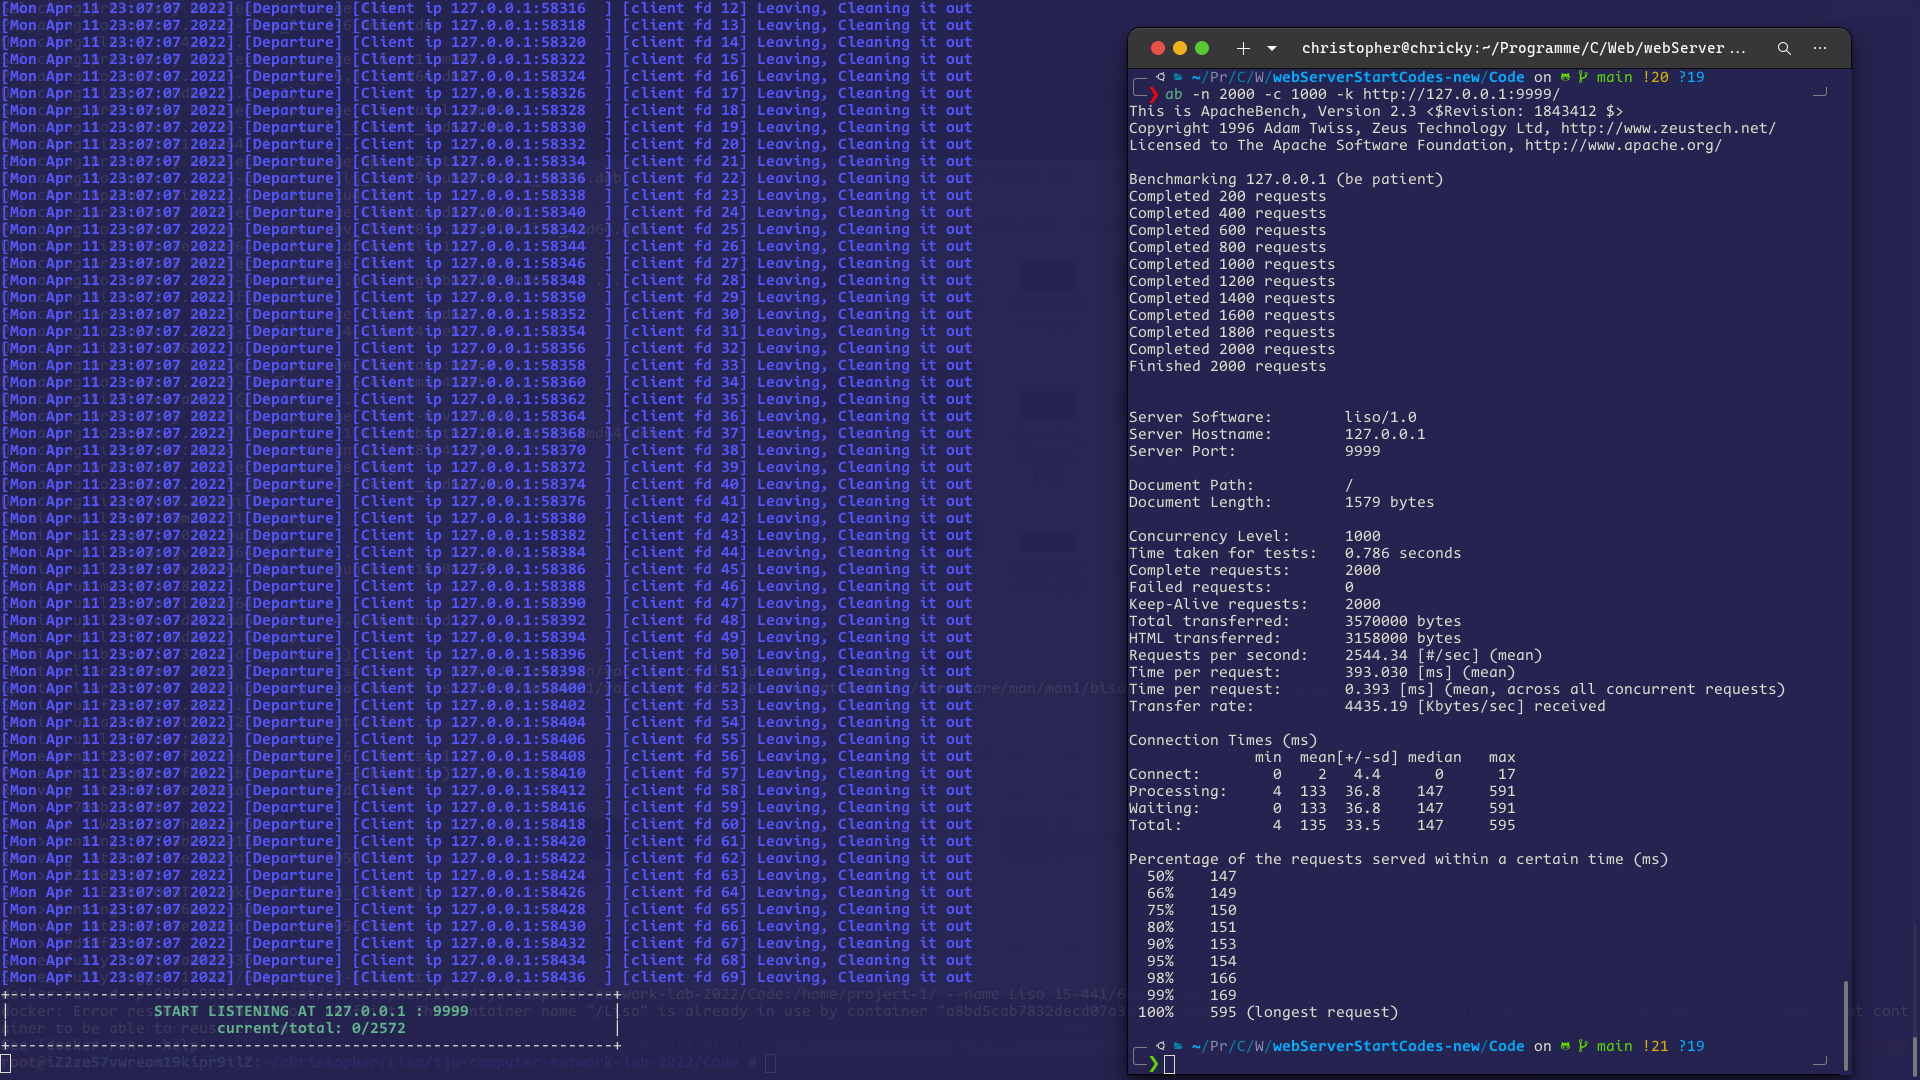 [Mon Apr 11 23:07:07 2022] [Departure] [Client ip 127.0.0.1:58316  ] [client fd 12] Leaving, Cleaning it out
[Mon Apr 11 23:07:07 2022] [Departure] [Client ip 127.0.0.1:58318  ] [client fd 13] Leaving, Cleaning it out
[Mon Apr 11 23:07:07 2022] [Departure] [Client ip 127.0.0.1:58320  ] [client fd 14] Leaving, Cleaning it out
[Mon Apr 11 23:07:07 2022] [Departure] [Client ip 127.0.0.1:58322  ] [client fd 15] Leaving, Cleaning it out
[Mon Apr 11 23:07:07 2022] [Departure] [Client ip 127.0.0.1:58324  ] [client fd 16] Leaving, Cleaning it out
[Mon Apr 11 23:07:07 2022] [Departure] [Client ip 127.0.0.1:58326  ] [client fd 17] Leaving, Cleaning it out
[Mon Apr 11 23:07:07 2022] [Departure] [Client ip 127.0.0.1:58328  ] [client fd 18] Leaving, Cleaning it out
[Mon Apr 11 23:07:07 2022] [Departure] [Client ip 127.0.0.1:58330  ] [client fd 19] Leaving, Cleaning it out
[Mon Apr 11 23:07:07 2022] [Departure] [Client ip 127.0.0.1:58332  ] [client fd 20] Leaving, Cleaning it out
[Mon Apr 11 23:07:07 2022] [Departure] [Client ip 127.0.0.1:58334  ] [client fd 21] Leaving, Cleaning it out
[Mon Apr 11 23:07:07 2022] [Departure] [Client ip 127.0.0.1:58336  ] [client fd 22] Leaving, Cleaning it out
[Mon Apr 11 23:07:07 2022] [Departure] [Client ip 127.0.0.1:58338  ] [client fd 23] Leaving, Cleaning it out
[Mon Apr 11 23:07:07 2022] [Departure] [Client ip 127.0.0.1:58340  ] [client fd 24] Leaving, Cleaning it out
[Mon Apr 11 23:07:07 2022] [Departure] [Client ip 127.0.0.1:58342  ] [client fd 25] Leaving, Cleaning it out
[Mon Apr 11 23:07:07 2022] [Departure] [Client ip 127.0.0.1:58344  ] [client fd 26] Leaving, Cleaning it out
[Mon Apr 11 23:07:07 2022] [Departure] [Client ip 127.0.0.1:58346  ] [client fd 27] Leaving, Cleaning it out
[Mon Apr 11 23:07:07 2022] [Departure] [Client ip 127.0.0.1:58348  ] [client fd 28] Leaving, Cleaning it out
[Mon Apr 11 23:07:07 2022] [Departure] [Client ip 127.0.0.1:58350  ] [client fd 29] Leaving, Cleaning it out
[Mon Apr 11 23:07:07 2022] [Departure] [Client ip 127.0.0.1:58352  ] [client fd 30] Leaving, Cleaning it out
[Mon Apr 11 23:07:07 2022] [Departure] [Client ip 127.0.0.1:58354  ] [client fd 31] Leaving, Cleaning it out
[Mon Apr 11 23:07:07 2022] [Departure] [Client ip 127.0.0.1:58356  ] [client fd 32] Leaving, Cleaning it out
[Mon Apr 11 23:07:07 2022] [Departure] [Client ip 127.0.0.1:58358  ] [client fd 33] Leaving, Cleaning it out
[Mon Apr 11 23:07:07 2022] [Departure] [Client ip 127.0.0.1:58360  ] [client fd 34] Leaving, Cleaning it out
[Mon Apr 11 23:07:07 2022] [Departure] [Client ip 127.0.0.1:58362  ] [client fd 35] Leaving, Cleaning it out
[Mon Apr 11 23:07:07 2022] [Departure] [Client ip 127.0.0.1:58364  ] [client fd 36] Leaving, Cleaning it out
[Mon Apr 11 23:07:07 2022] [Departure] [Client ip 127.0.0.1:58368  ] [client fd 37] Leaving, Cleaning it out
[Mon Apr 11 23:07:07 2022] [Departure] [Client ip 127.0.0.1:58370  ] [client fd 38] Leaving, Cleaning it out
[Mon Apr 11 23:07:07 2022] [Departure] [Client ip 127.0.0.1:58372  ] [client fd 39] Leaving, Cleaning it out
[Mon Apr 11 23:07:07 2022] [Departure] [Client ip 127.0.0.1:58374  ] [client fd 40] Leaving, Cleaning it out
[Mon Apr 11 23:07:07 2022] [Departure] [Client ip 127.0.0.1:58376  ] [client fd 41] Leaving, Cleaning it out
[Mon Apr 11 23:07:07 2022] [Departure] [Client ip 127.0.0.1:58380  ] [client fd 42] Leaving, Cleaning it out
[Mon Apr 11 23:07:07 2022] [Departure] [Client ip 127.0.0.1:58382  ] [client fd 43] Leaving, Cleaning it out
[Mon Apr 11 23:07:07 2022] [Departure] [Client ip 127.0.0.1:58384  ] [client fd 44] Leaving, Cleaning it out
[Mon Apr 11 23:07:07 2022] [Departure] [Client ip 127.0.0.1:58386  ] [client fd 45] Leaving, Cleaning it out
[Mon Apr 11 23:07:07 2022] [Departure] [Client ip 127.0.0.1:58388  ] [client fd 46] Leaving, Cleaning it out
[Mon Apr 11 23:07:07 2022] [Departure] [Client ip 127.0.0.1:58390  ] [client fd 47] Leaving, Cleaning it out
[Mon Apr 11 23:07:07 2022] [Departure] [Client ip 127.0.0.1:58392  ] [client fd 48] Leaving, Cleaning it out
[Mon Apr 11 23:07:07 2022] [Departure] [Client ip 127.0.0.1:58394  ] [client fd 49] Leaving, Cleaning it out
[Mon Apr 11 23:07:07 2022] [Departure] [Client ip 127.0.0.1:58396  ] [client fd 50] Leaving, Cleaning it out
[Mon Apr 11 23:07:07 2022] [Departure] [Client ip 127.0.0.1:58398  ] [client fd 51] Leaving, Cleaning it out
[Mon Apr 11 23:07:07 2022] [Departure] [Client ip 127.0.0.1:58400  ] [client fd 52] Leaving, Cleaning it out
[Mon Apr 11 23:07:07 2022] [Departure] [Client ip 127.0.0.1:58402  ] [client fd 53] Leaving, Cleaning it out
[Mon Apr 11 23:07:07 2022] [Departure] [Client ip 127.0.0.1:58404  ] [client fd 54] Leaving, Cleaning it out
[Mon Apr 11 23:07:07 2022] [Departure] [Client ip 127.0.0.1:58406  ] [client fd 55] Leaving, Cleaning it out
[Mon Apr 11 23:07:07 2022] [Departure] [Client ip 127.0.0.1:58408  ] [client fd 56] Leaving, Cleaning it out
[Mon Apr 11 23:07:07 2022] [Departure] [Client ip 127.0.0.1:58410  ] [client fd 57] Leaving, Cleaning it out
[Mon Apr 11 23:07:07 2022] [Departure] [Client ip 127.0.0.1:58412  ] [client fd 58] Leaving, Cleaning it out
[Mon Apr 11 23:07:07 2022] [Departure] [Client ip 127.0.0.1:58416  ] [client fd 59] Leaving, Cleaning it out
[Mon Apr 11 23:07:07 2022] [Departure] [Client ip 127.0.0.1:58418  ] [client fd 60] Leaving, Cleaning it out
[Mon Apr 11 23:07:07 2022] [Departure] [Client ip 127.0.0.1:58420  ] [client fd 61] Leaving, Cleaning it out
[Mon Apr 11 23:07:07 2022] [Departure] [Client ip 127.0.0.1:58422  ] [client fd 62] Leaving, Cleaning it out
[Mon Apr 11 23:07:07 2022] [Departure] [Client ip 127.0.0.1:58424  ] [client fd 63] Leaving, Cleaning it out
[Mon Apr 11 23:07:07 2022] [Departure] [Client ip 127.0.0.1:58426  ] [client fd 64] Leaving, Cleaning it out
[Mon Apr 11 23:07:07 2022] [Departure] [Client ip 127.0.0.1:58428  ] [client fd 65] Leaving, Cleaning it out
[Mon Apr 11 23:07:07 2022] [Departure] [Client ip 127.0.0.1:58430  ] [client fd 66] Leaving, Cleaning it out
[Mon Apr 11 23:07:07 2022] [Departure] [Client ip 127.0.0.1:58432  ] [client fd 67] Leaving, Cleaning it out
[Mon Apr 11 23:07:07 2022] [Departure] [Client ip 127.0.0.1:58434  ] [client fd 68] Leaving, Cleaning it out
[Mon Apr 11 23:07:07 2022] [Departure] [Client ip 127.0.0.1:58436  ] [client fd 69] Leaving, Cleaning it out
START LISTENING AT 127.0.0.1 : 9999
current/total: 0/2572
root@iZ2ze57vwreom19kipr9ilZ:~/christopher/Liso/tju-computer-network-lab-2022/Code #
christopher@chricky:~/Programme/C/Web/webServer ...
~/Pr/C/W/webServerStartCodes-new/Code on main !20 ?19
❯ ab -n 2000 -c 1000 -k http://127.0.0.1:9999/
This is ApacheBench, Version 2.3 <$Revision: 1843412 $>
Copyright 1996 Adam Twiss, Zeus Technology Ltd, http://www.zeustech.net/
Licensed to The Apache Software Foundation, http://www.apache.org/
Benchmarking 127.0.0.1 (be patient)
Completed 200 requests
Completed 400 requests
Completed 600 requests
Completed 800 requests
Completed 1000 requests
Completed 1200 requests
Completed 1400 requests
Completed 1600 requests
Completed 1800 requests
Completed 2000 requests
Finished 2000 requests
Server Software:        liso/1.0
Server Hostname:        127.0.0.1
Server Port:            9999
Document Path:          /
Document Length:        1579 bytes
Concurrency Level:      1000
Time taken for tests:   0.786 seconds
Complete requests:      2000
Failed requests:        0
Keep-Alive requests:    2000
Total transferred:      3570000 bytes
HTML transferred:       3158000 bytes
Requests per second:    2544.34 [#/sec] (mean)
Time per request:       393.030 [ms] (mean)
Time per request:       0.393 [ms] (mean, across all concurrent requests)
Transfer rate:          4435.19 [Kbytes/sec] received
Connection Times (ms)
              min  mean[+/-sd] median   max
Connect:        0    2   4.4      0      17
Processing:     4  133  36.8    147     591
Waiting:        0  133  36.8    147     591
Total:          4  135  33.5    147     595
Percentage of the requests served within a certain time (ms)
  50%    147
  66%    149
  75%    150
  80%    151
  90%    153
  95%    154
  98%    166
  99%    169
 100%    595 (longest request)
~/Pr/C/W/webServerStartCodes-new/Code on main !21 ?19
❯